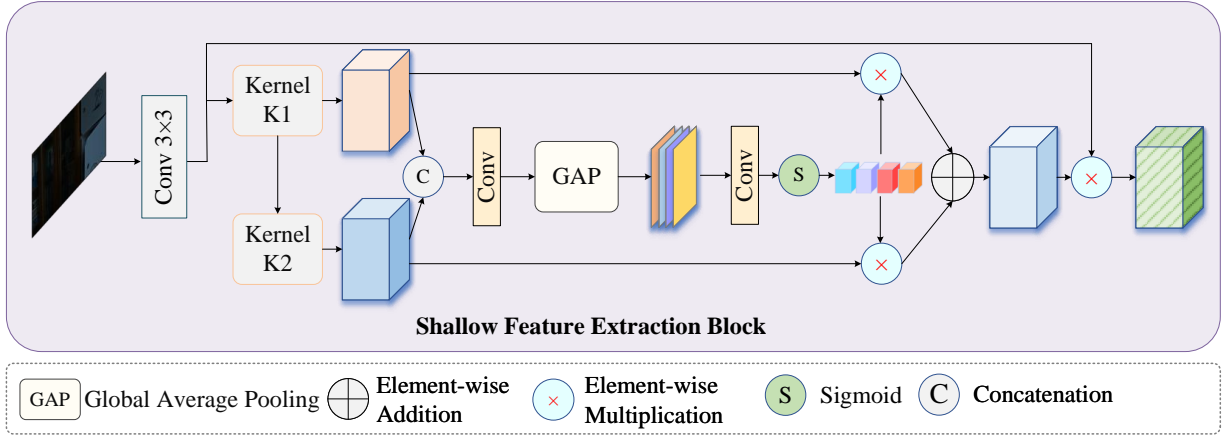 Conv 3×3
Kernel
K1
Kernel
K2
C
Conv
GAP
Conv
S
×
×
×
Shallow Feature Extraction Block
GAP
Global Average Pooling
Element-wise
Addition
×
Element-wise
Multiplication
S
Sigmoid
C
Concatenation